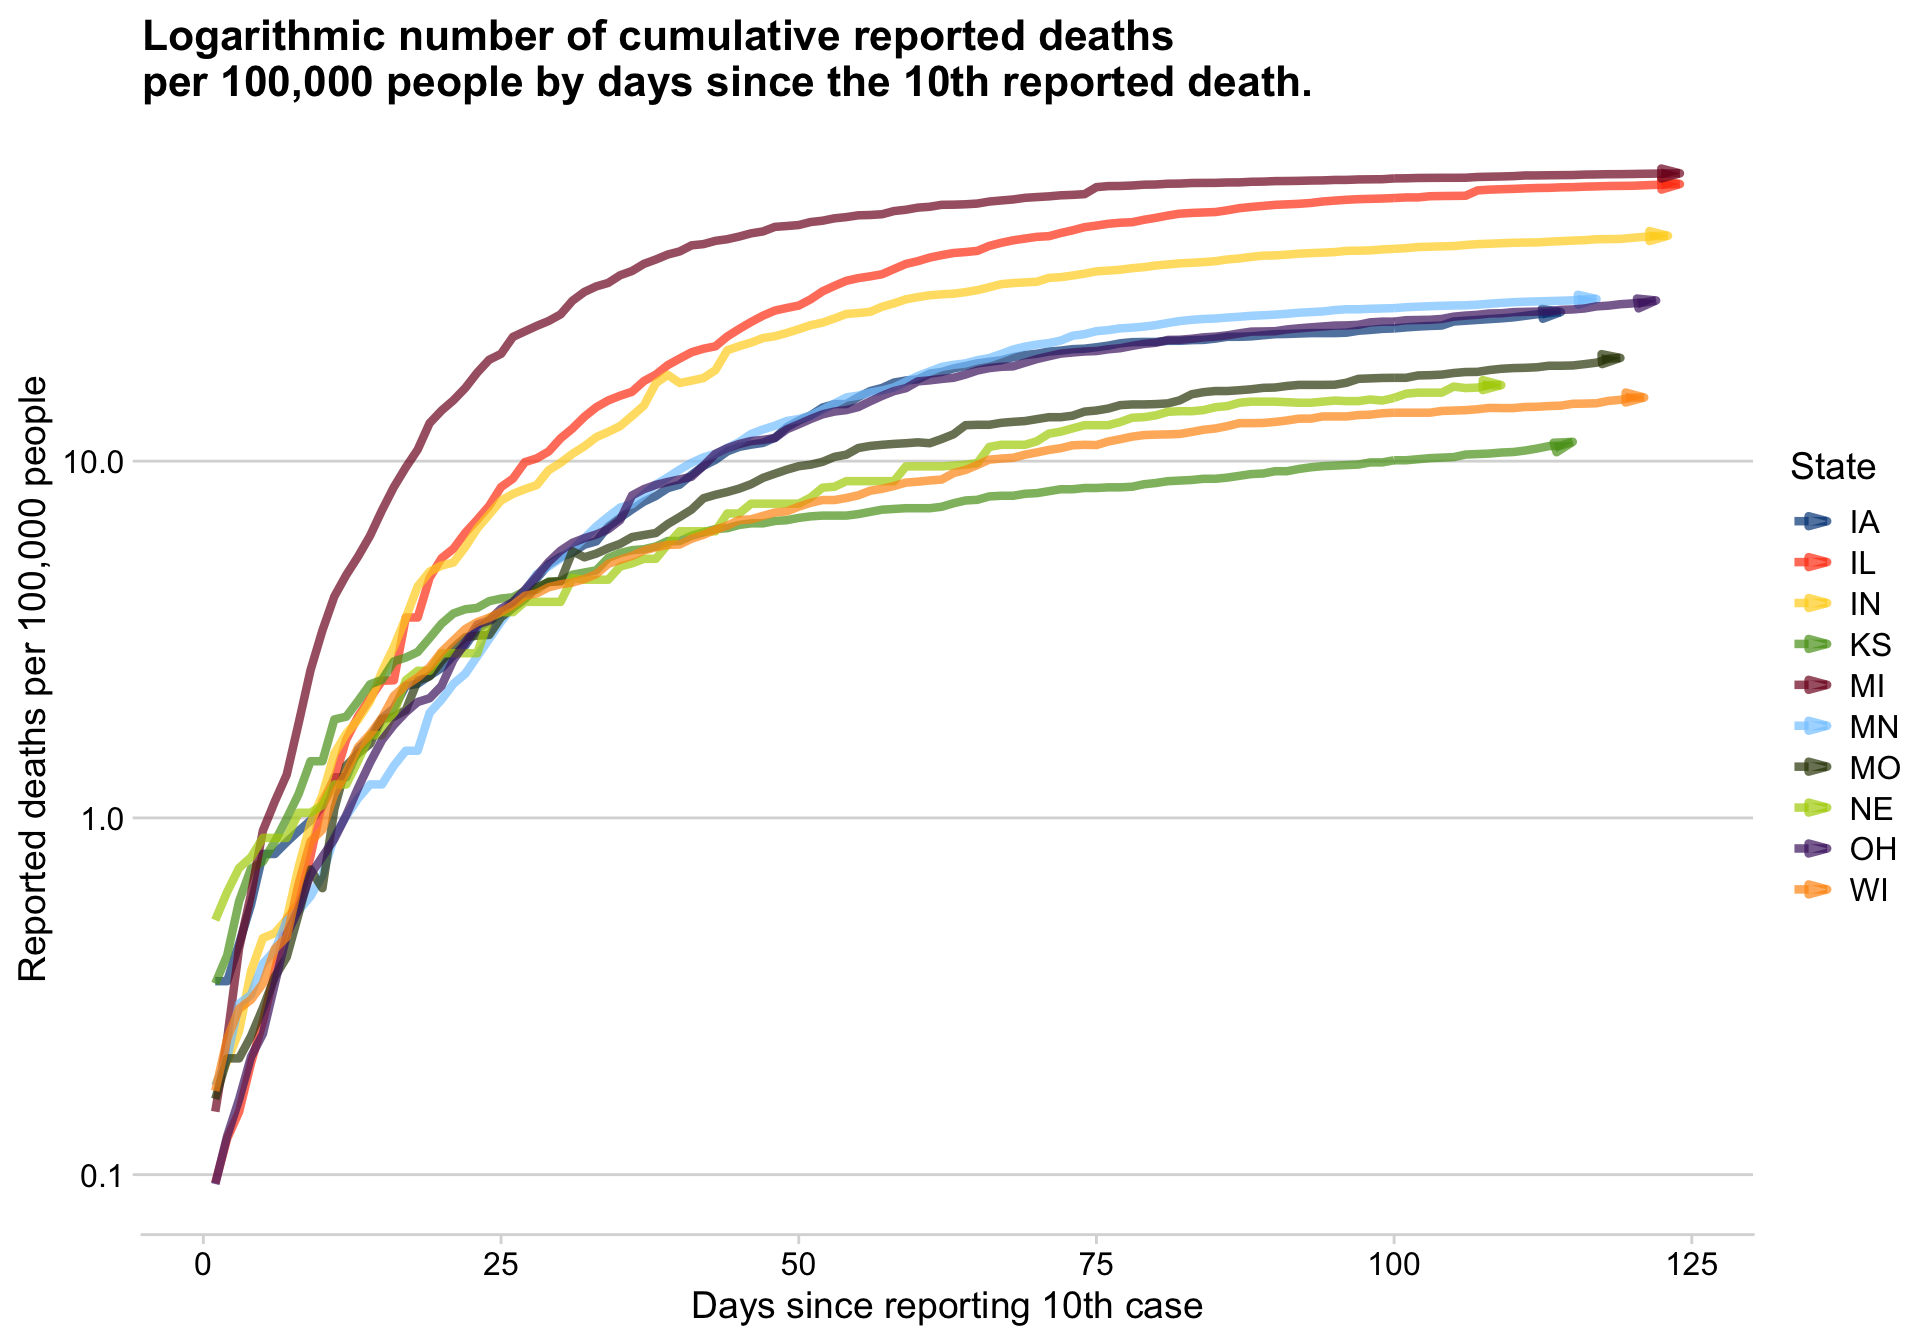 Logarithmic number of cumulative reported deaths
per 100,000 people by days since the 10th reported death.
Reported deaths per 100,000 people
10.0
1.0
0.1
0
25
50
75
100
125
Days since reporting 10th case
State
IA
IL
IN
KS
MI
MN
MO
NE
OH
WI